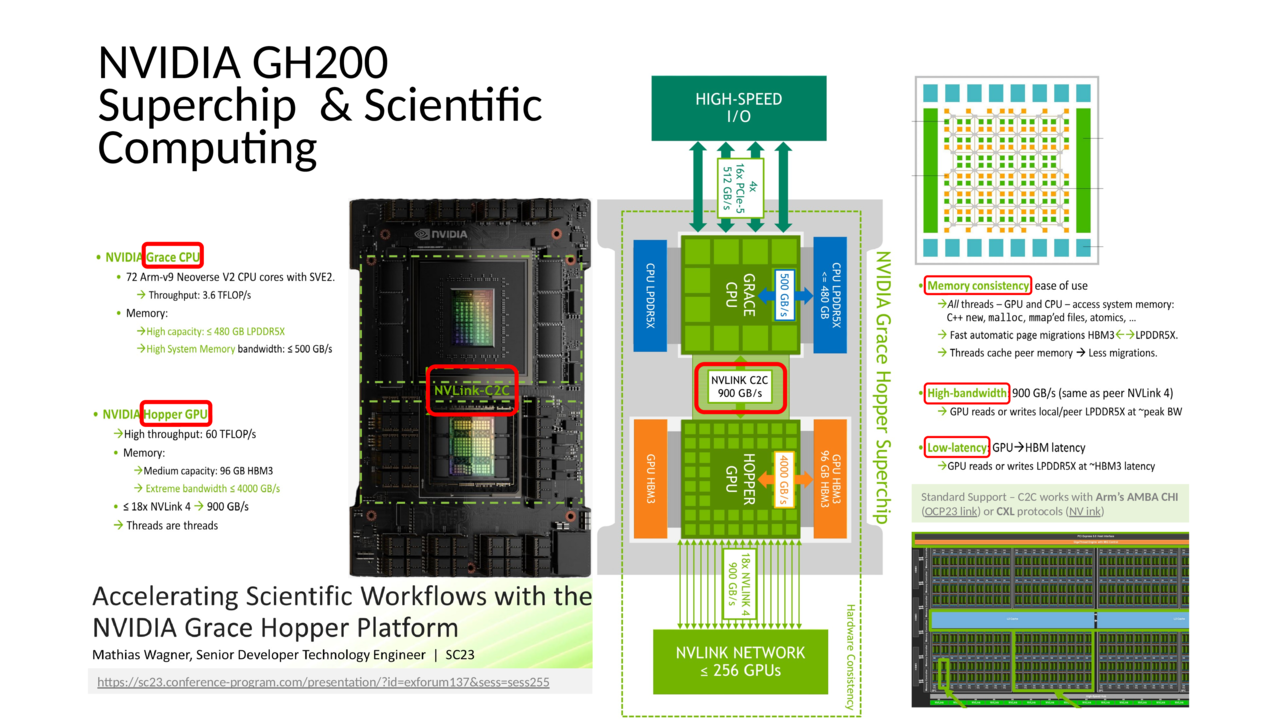 NVIDIA GH200
Superchip & Scientific
Computing
• NVIDIA Grace CPU
• 72 Arm-v9 Neoverse V2 CPU cores with SVE2.
→ Throughput: 3.6 TFLOP/s
• Memory:
→High capacity: ≤ 480 GB LPDDR5X
→High System Memory bandwidth: ≤ 500 GB/s
• NVIDIA Hopper GPU
→High throughput: 60 TFLOP/s
• Memory:
→Medium capacity: 96 GB HBM3
→ Extreme bandwidth ≤ 4000 GB/s
• ≤ 18x NVLink 4 → 900 GB/s
→ Threads are threads
NVIDIA
NVLink-C2C
Accelerating Scientific Workflows with the
NVIDIA Grace Hopper Platform
Mathias Wagner, Senior Developer Technology Engineer | SC23
https://sc23.conference-program.com/presentation/?id=exforum137&sess=sess255
HIGH-SPEED
I/O
4x
16x PCIe-5
512 GB/s
CPU LPDDR5X
GRACE
CPU
500 GB/s
CPU LPDDR5X
<= 480 GB
NVLINK C2C
900 GB/s
GPU HBM3
HOPPER
GPU
4000 GB/s
GPU HBM3
96 GB HBM3
18x NVLINK 4
900 GB/s
NVLINK NETWORK
≤ 256 GPUs
NVIDIA Grace Hopper Superchip
Hardware Consistency
• Memory consistency: ease of use
→All threads – GPU and CPU – access system memory:
C++ new, malloc, mmap'ed files, atomics, …
→ Fast automatic page migrations HBM3←→LPDDR5X.
→ Threads cache peer memory → Less migrations.
• High-bandwidth: 900 GB/s (same as peer NVLink 4)
→ GPU reads or writes local/peer LPDDR5X at ~peak BW
• Low-latency: GPU→HBM latency
→GPU reads or writes LPDDR5X at ~HBM3 latency
Standard Support – C2C works with Arm's AMBA CHI
(OCP23 link) or CXL protocols (NV ink)